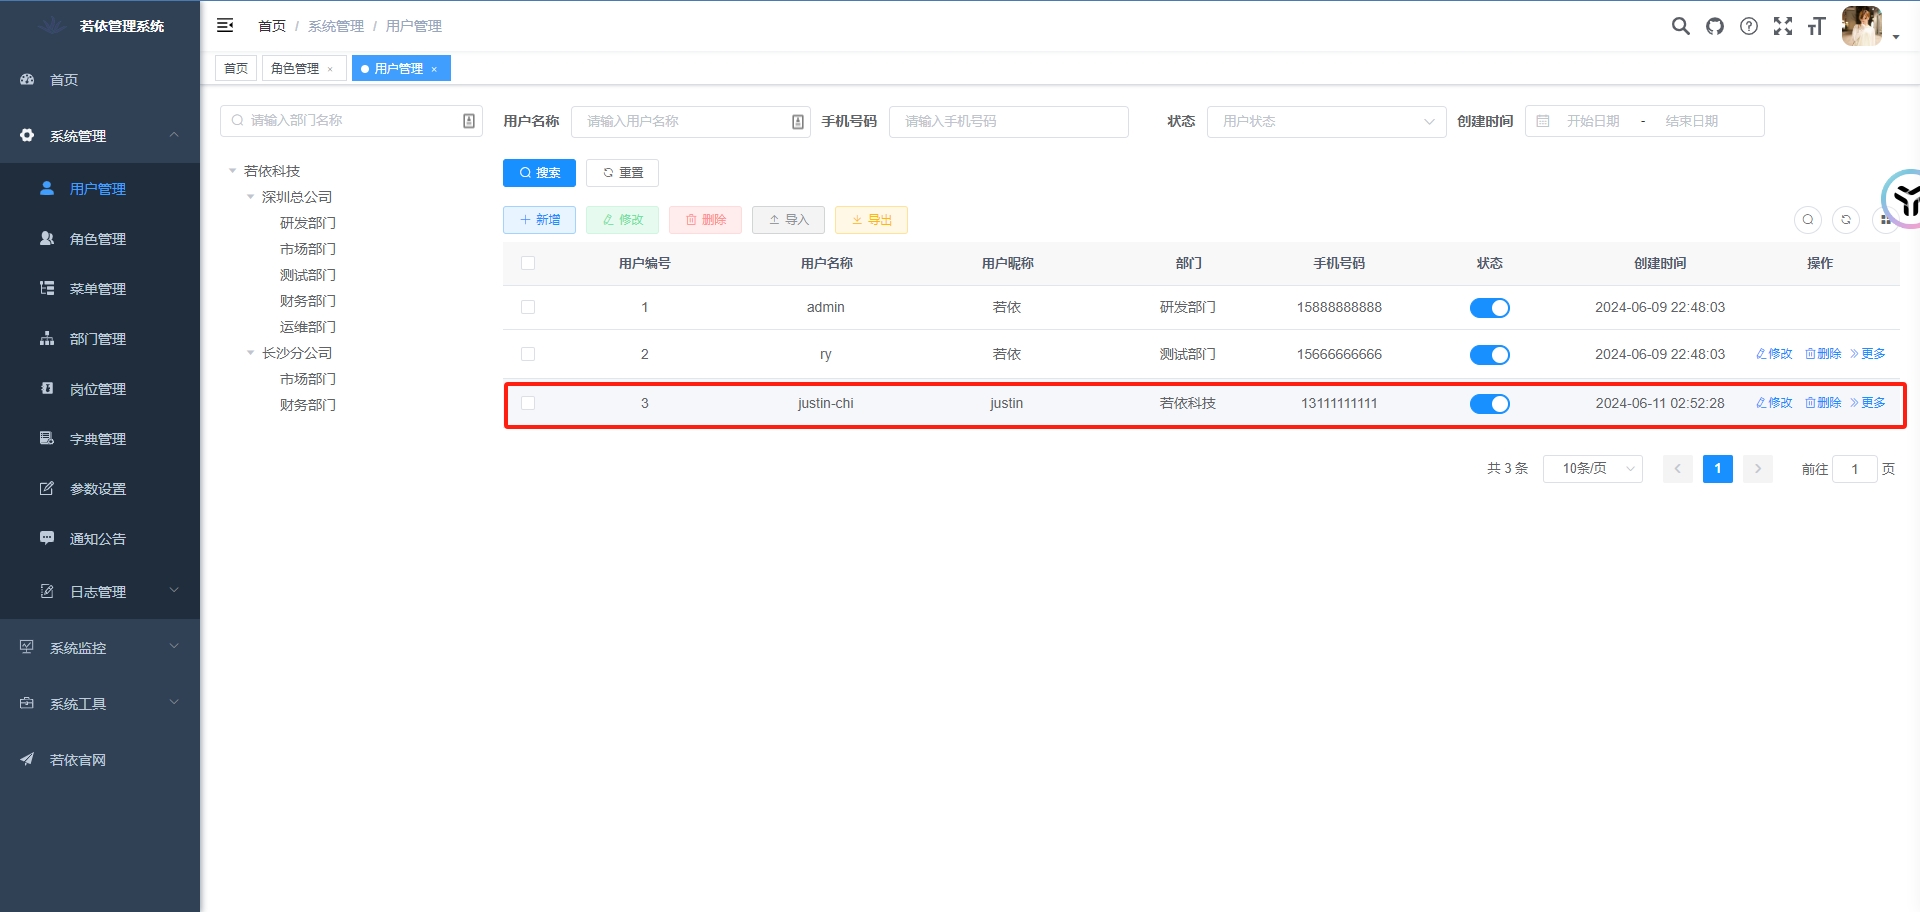 若依管理系统
首页 / 系统管理 / 用户管理
首页
角色管理 ×
用户管理 ×
首页
系统管理
用户管理
角色管理
菜单管理
部门管理
岗位管理
字典管理
参数设置
通知公告
日志管理
系统监控
系统工具
若依官网
请输入部门名称
若依科技
深圳总公司
研发部门
市场部门
测试部门
财务部门
运维部门
长沙分公司
市场部门
财务部门
用户名称 请输入用户名称 手机号码 请输入手机号码 状态 用户状态 创建时间 开始日期 - 结束日期
搜索 重置
新增 修改 删除 导入 导出
用户编号 用户名称 用户昵称 部门 手机号码 状态 创建时间 操作
1 admin 若依 研发部门 15888888888 2024-06-09 22:48:03
2 ry 若依 测试部门 15666666666 2024-06-09 22:48:03 修改 删除 更多
3 justin-chi justin 若依科技 13111111111 2024-06-11 02:52:28 修改 删除 更多
共 3 条 10条/页 1 前往 1 页